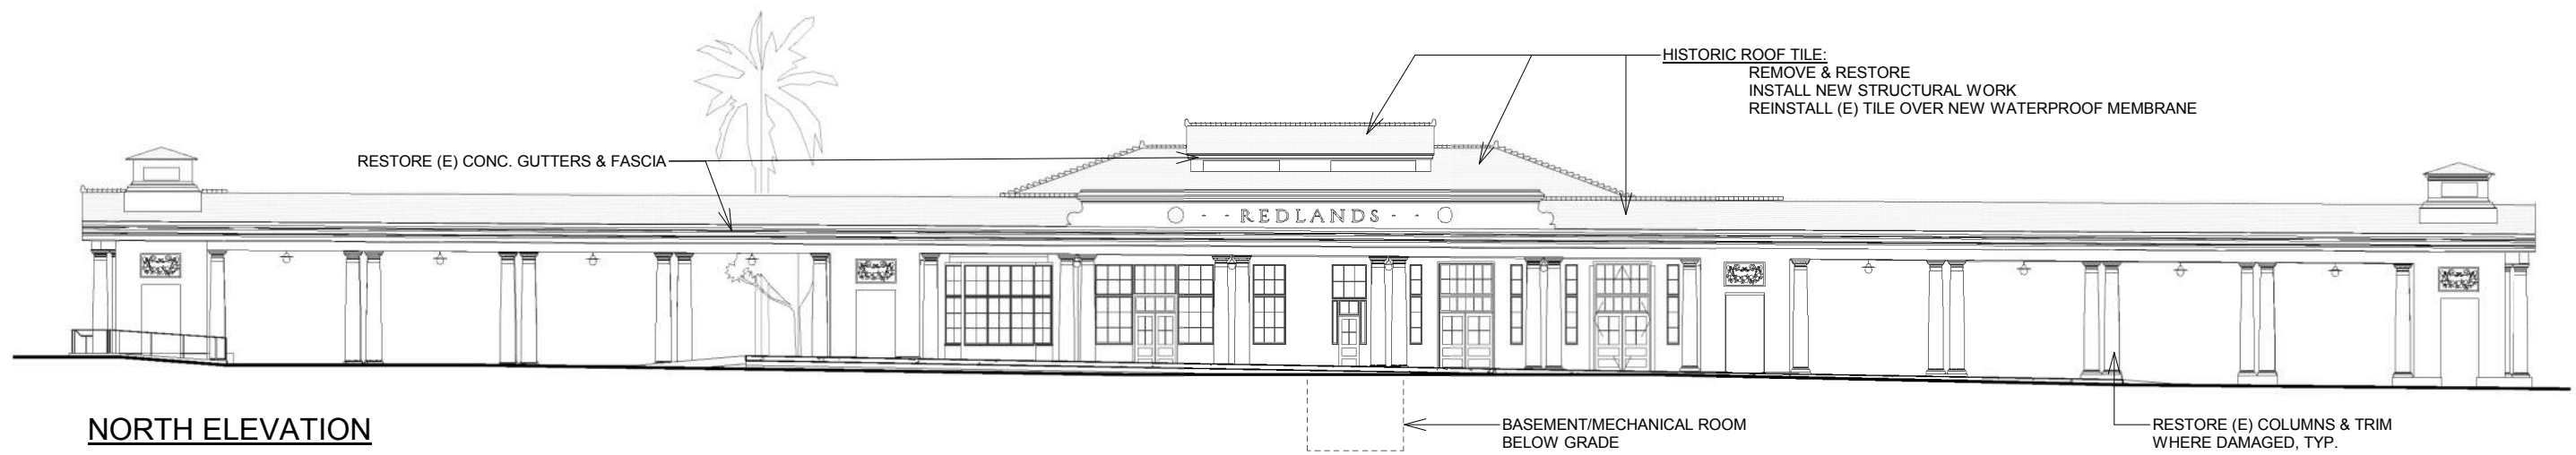 HISTORIC ROOF TILE:
REMOVE & RESTORE
INSTALL NEW STRUCTURAL WORK
REINSTALL (E) TILE OVER NEW WATERPROOF MEMBRANE
RESTORE (E) CONC. GUTTERS & FASCIA
- - REDLANDS - -
NORTH ELEVATION
BASEMENT/MECHANICAL ROOM
BELOW GRADE
RESTORE (E) COLUMNS & TRIM
WHERE DAMAGED, TYP.